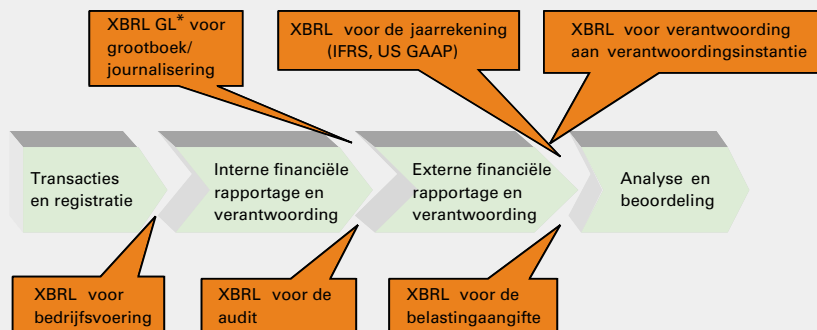 XBRL GL* voor
grootboek/
journalisering
XBRL voor de jaarrekening
(IFRS, US GAAP)
XBRL voor verantwoording
aan verantwoordingsinstantie
Transacties
en registratie
Interne financiële
rapportage en
verantwoording
Externe financiële
rapportage en
verantwoording
Analyse en
beoordeling
XBRL voor
bedrijfsvoering
XBRL voor de
audit
XBRL voor de
belastingaangifte